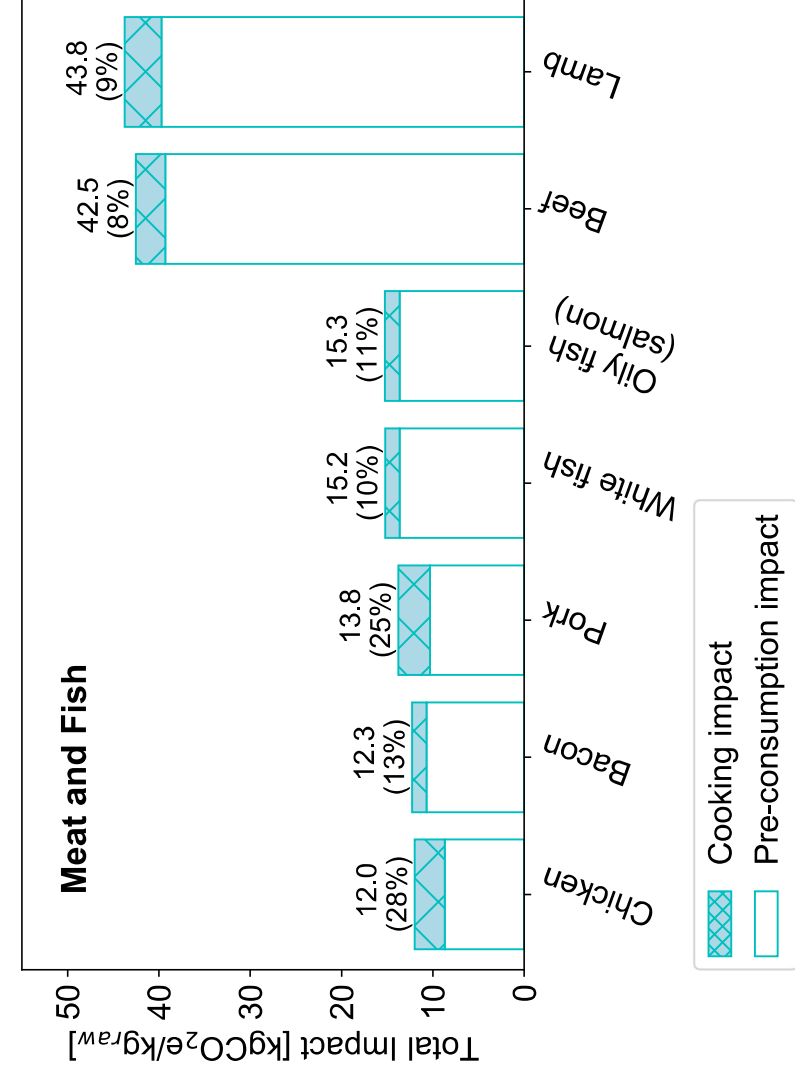 Meat and Fish
Total Impact [kgCO₂e/kg_raw]
50
40
30
20
10
0
12.0
(28%)
12.3
(13%)
13.8
(25%)
15.2
(10%)
15.3
(11%)
42.5
(8%)
43.8
(9%)
Chicken
Bacon
Pork
White fish
Oily fish
(salmon)
Beef
Lamb
Cooking impact
Pre-consumption impact